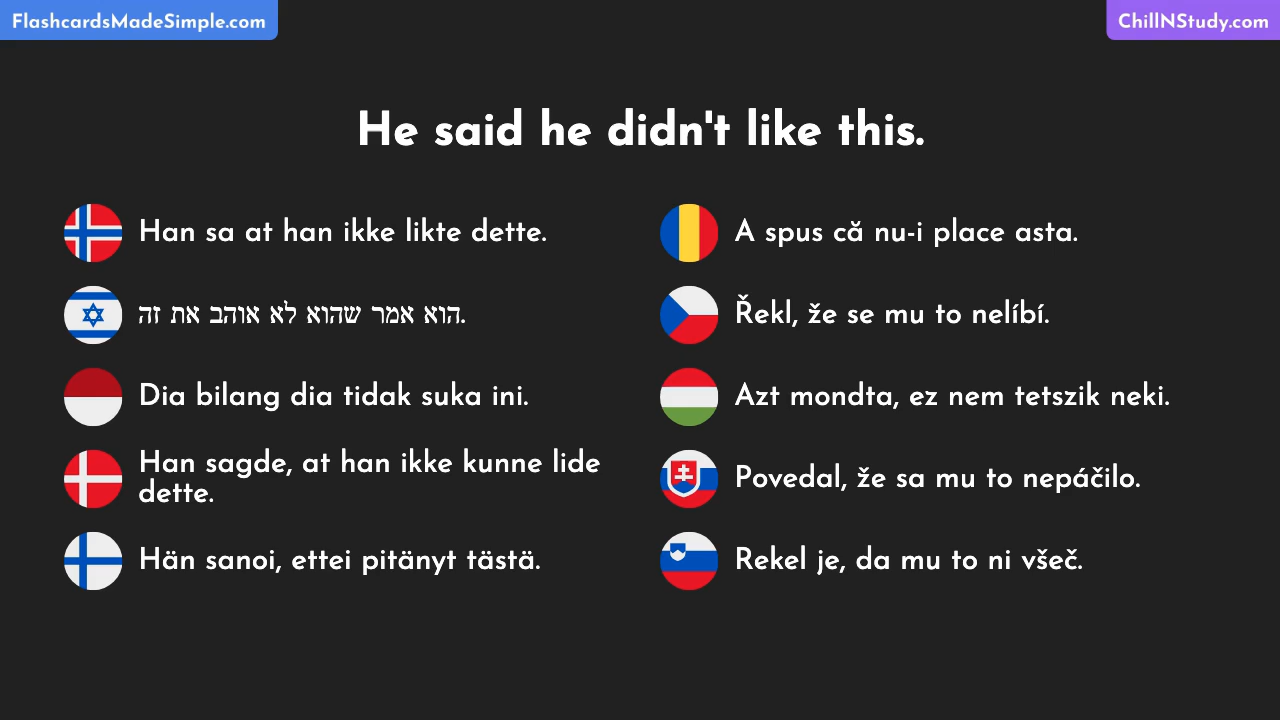 FlashcardsMadeSimple.com
ChillNStudy.com
He said he didn't like this.
Han sa at han ikke likte dette.
הוא אמר שהוא לא אוהב את זה.
Dia bilang dia tidak suka ini.
Han sagde, at han ikke kunne lide
dette.
Hän sanoi, ettei pitänyt tästä.
A spus că nu-i place asta.
Řekl, že se mu to nelíbí.
Azt mondta, ez nem tetszik neki.
Povedal, že sa mu to nepáčilo.
Rekel je, da mu to ni všeč.